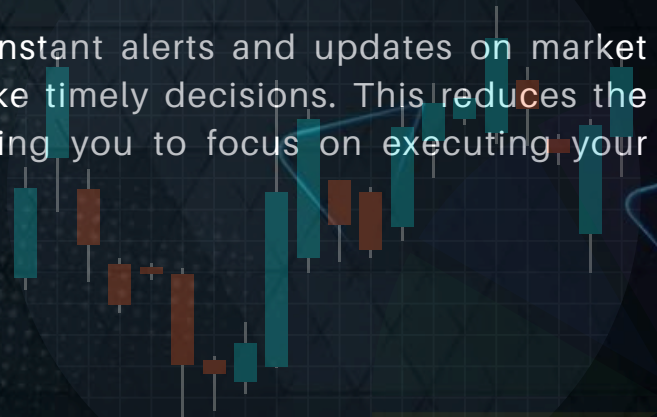 nstant alerts and updates on market
ke timely decisions. This reduces the
ing you to focus on executing your